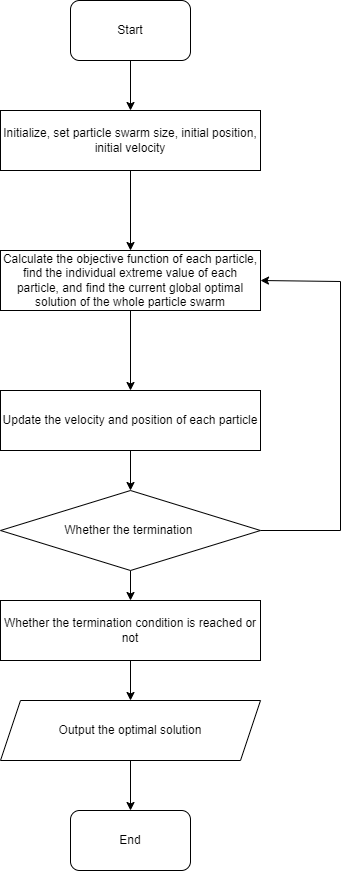 Start
Initialize, set particle swarm size, initial position,
initial velocity
Calculate the objective function of each particle,
find the individual extreme value of each
particle, and find the current global optimal
solution of the whole particle swarm
Update the velocity and position of each particle
Whether the termination
Whether the termination condition is reached or
not
Output the optimal solution
End